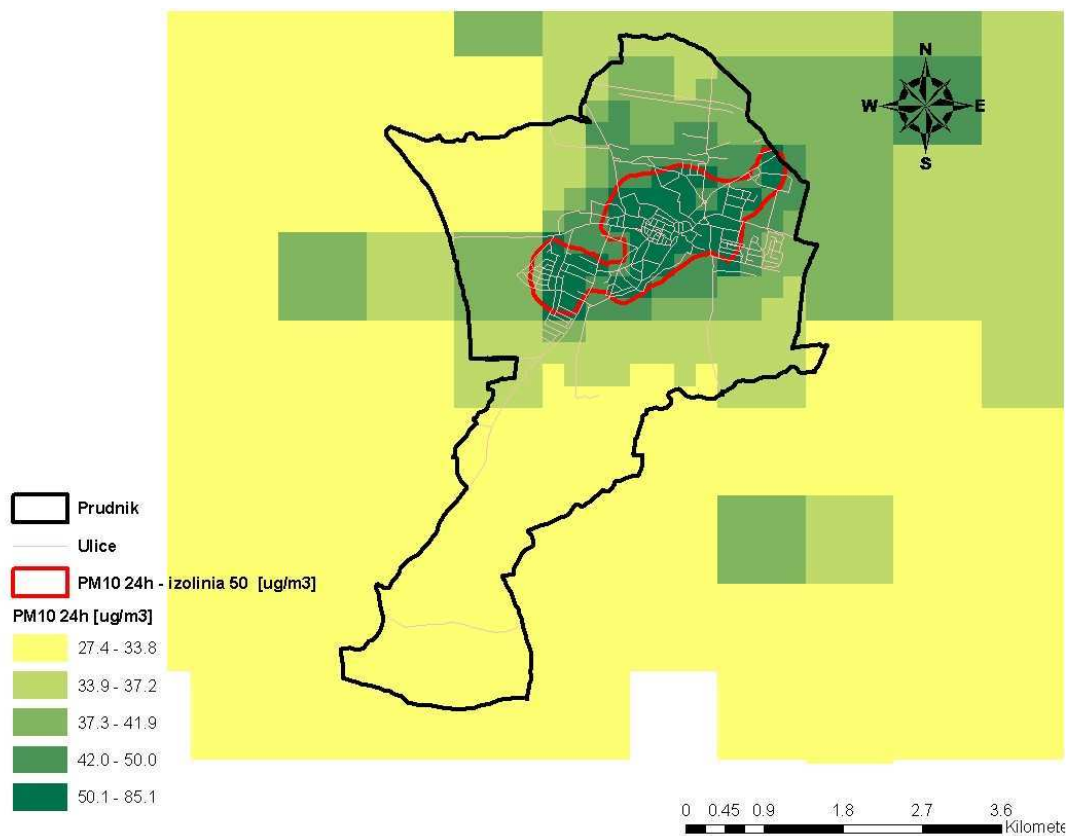 N
W E
S
Prudnik
Ulice
PM10 24h - izolinia 50 [ug/m3]
PM10 24h [ug/m3]
27.4 - 33.8
33.9 - 37.2
37.3 - 41.9
42.0 - 50.0
50.1 - 85.1
0 0.45 0.9 1.8 2.7 3.6
Kilomete